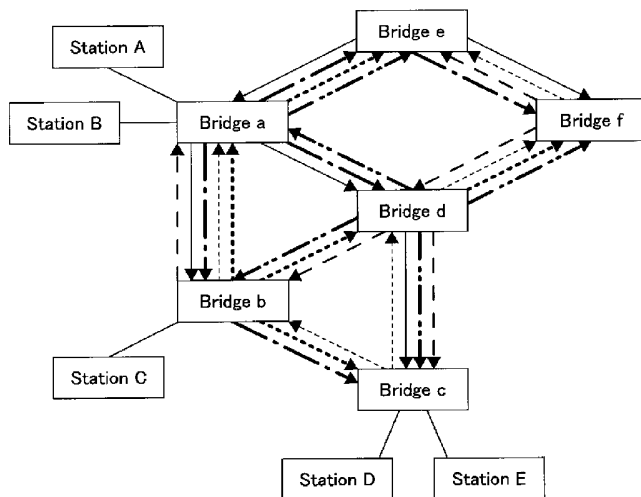 Station A
Bridge e
Station B
Bridge a
Bridge f
Bridge d
Bridge b
Station C
Bridge c
Station D
Station E